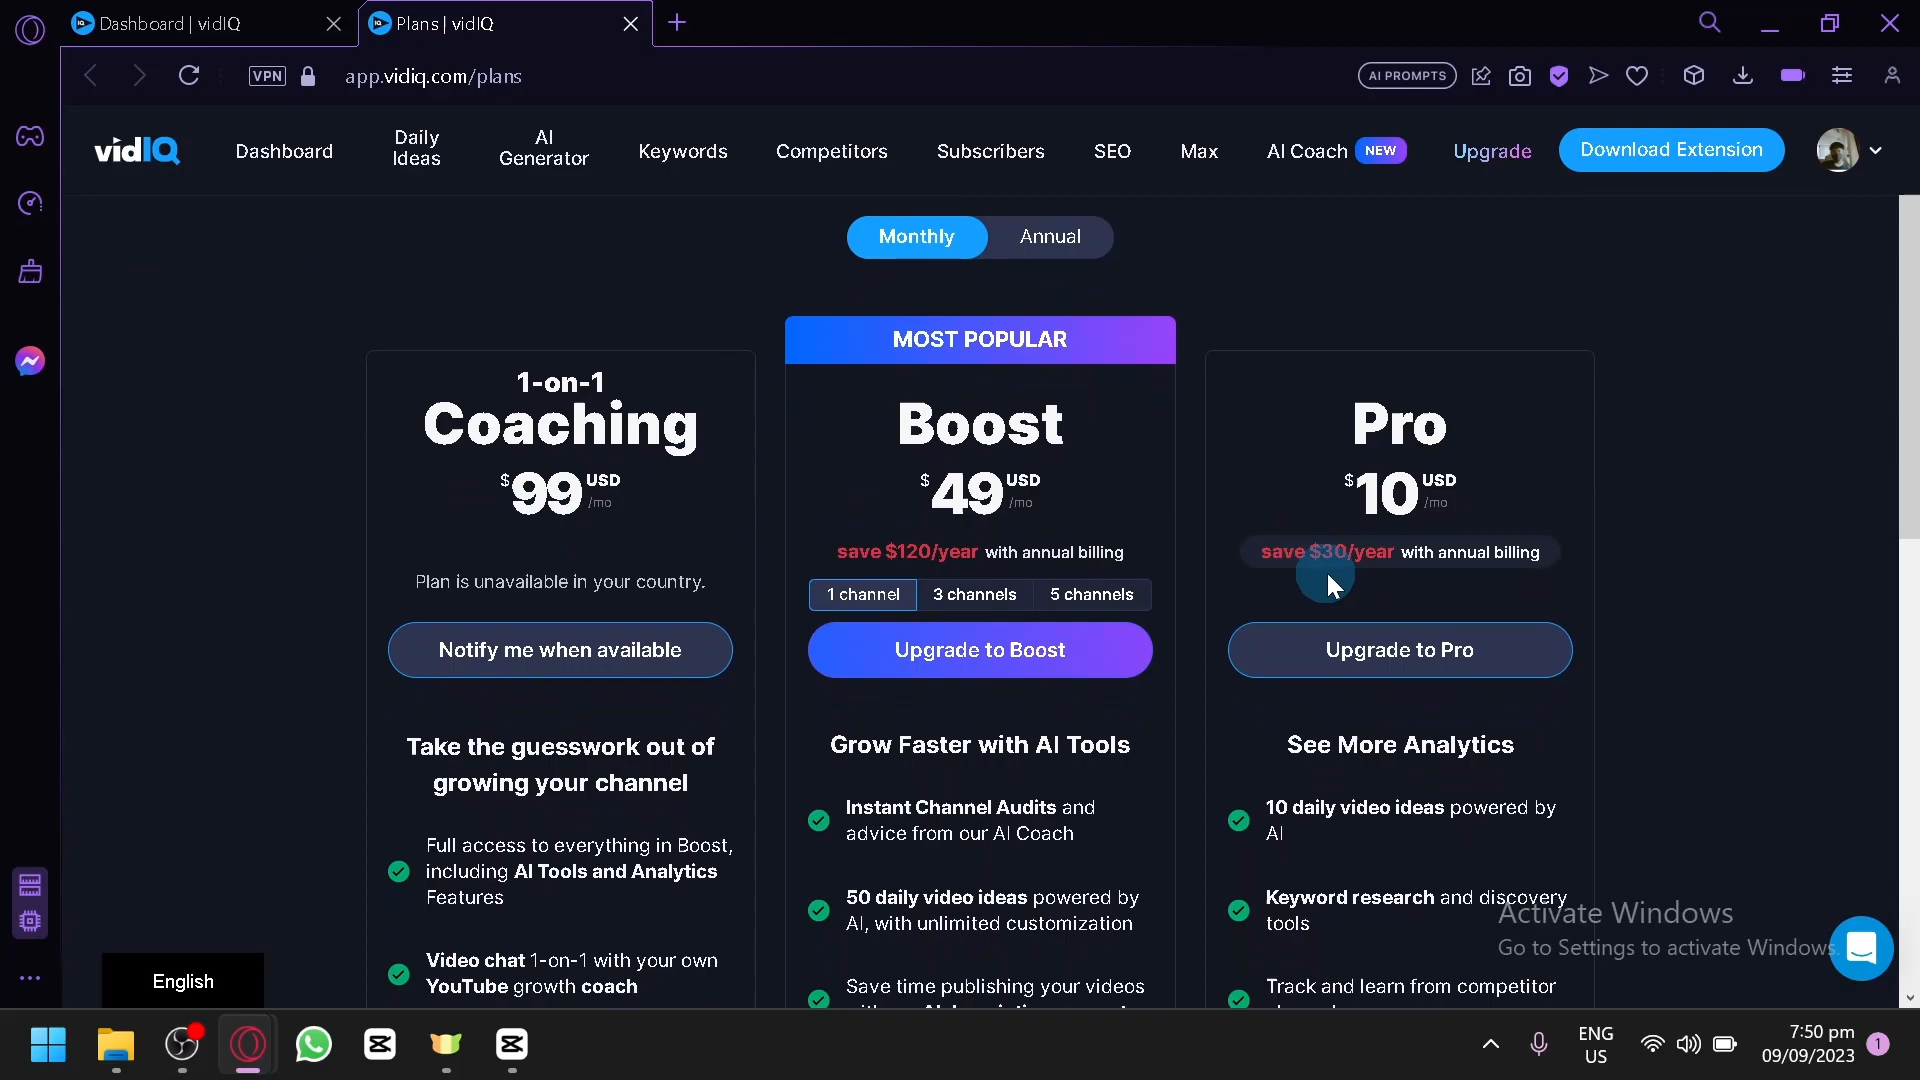 Dashboard | vidIQ
Plans | vidIQ
VPN
app.vidiq.com/plans
AI PROMPTS
vidIQ
Dashboard
Daily
Ideas
AI
Generator
Keywords
Competitors
Subscribers
SEO
Max
AI Coach NEW
Upgrade
Download Extension
Monthly
Annual
1-on-1
Coaching
$99 USD
/mo
Plan is unavailable in your country.
Notify me when available
Take the guesswork out of
growing your channel
Full access to everything in Boost,
including AI Tools and Analytics
Features
Video chat 1-on-1 with your own
YouTube growth coach
MOST POPULAR
Boost
$49 USD
/mo
save $120/year with annual billing
1 channel
3 channels
5 channels
Upgrade to Boost
Grow Faster with AI Tools
Instant Channel Audits and
advice from our AI Coach
50 daily video ideas powered by
AI, with unlimited customization
Save time publishing your videos
Pro
$10 USD
/mo
save $30/year with annual billing
Upgrade to Pro
See More Analytics
10 daily video ideas powered by
AI
Keyword research and discovery
tools
Track and learn from competitor
Activate Windows
Go to Settings to activate Windows.
English
ENG
US
7:50 pm
09/09/2023
1